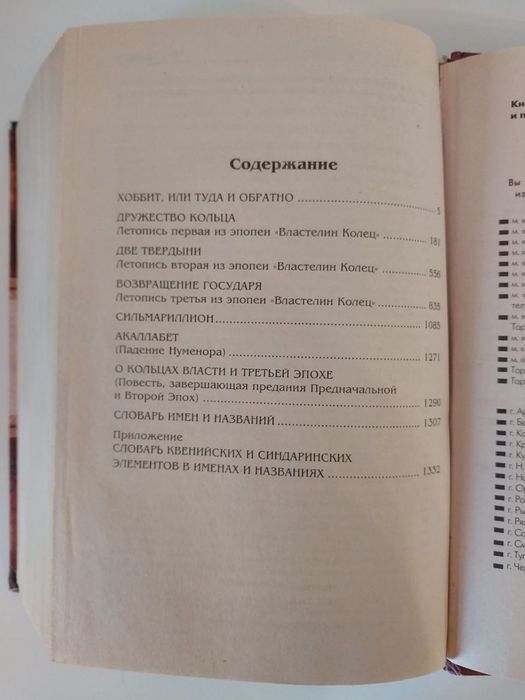 Содержание
ХОББИТ, ИЛИ ТУДА И ОБРАТНО 5
ДРУЖЕСТВО КОЛЬЦА
Летопись первая из эпопеи «Властелин Колец» 181
ДВЕ ТВЕРДЫНИ
Летопись вторая из эпопеи «Властелин Колец» 556
ВОЗВРАЩЕНИЕ ГОСУДАРЯ
Летопись третья из эпопеи «Властелин Колец» 835
СИЛЬМАРИЛЛИОН 1085
АКАЛЛАБЕТ
(Падение Нуменора) 1271
О КОЛЬЦАХ ВЛАСТИ И ТРЕТЬЕЙ ЭПОХЕ
(Повесть, завершающая предания Предначальной
и Второй Эпох) 1290
СЛОВАРЬ ИМЕН И НАЗВАНИЙ 1307
Приложение
СЛОВАРЬ КВЕНИЙСКИХ И СИНДАРИНСКИХ
ЭЛЕМЕНТОВ В ИМЕНАХ И НАЗВАНИЯХ 1332
Вы